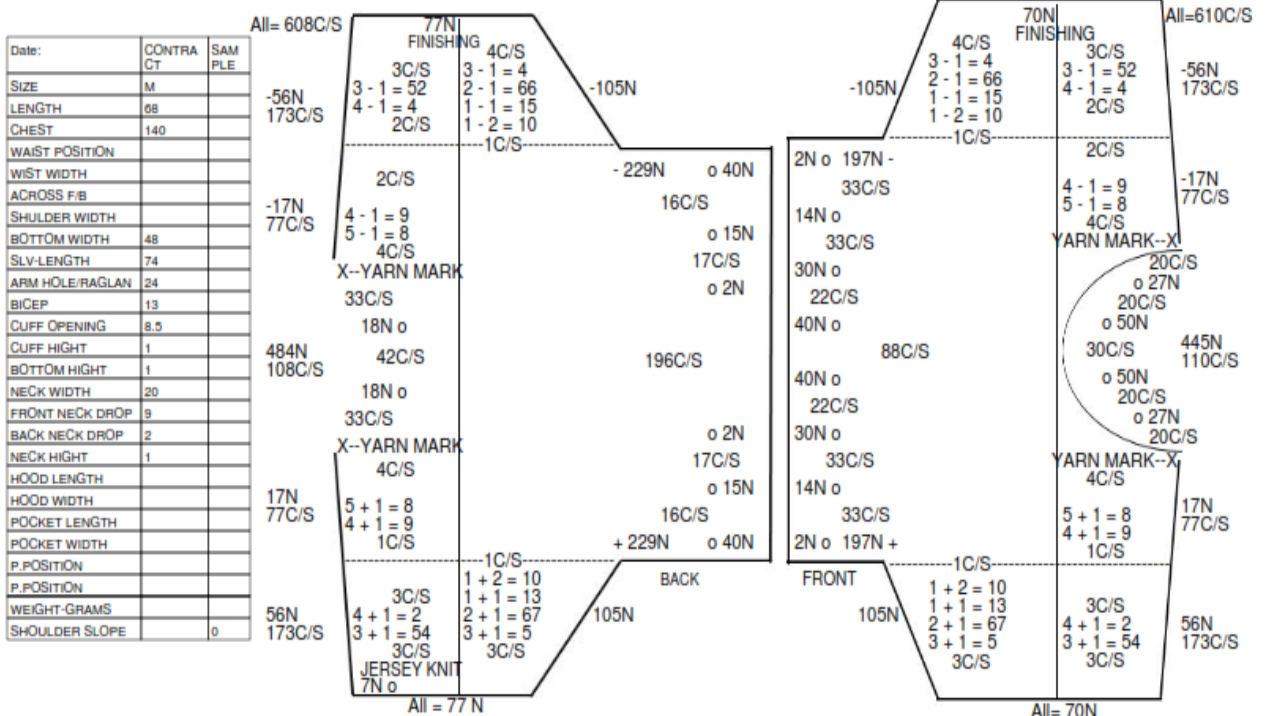 Date: CONTRACT SAMPLE
SIZE M
LENGTH 68
CHEST 140
WAIST POSITION
WIST WIDTH
ACROSS F/B
SHULDER WIDTH
BOTTOM WIDTH 48
SLV-LENGTH 74
ARM HOLE/RAGLAN 24
BICEP 13
CUFF OPENING 8.5
CUFF HIGHT 1
BOTTOM HIGHT 1
NECK WIDTH 20
FRONT NECK DROP 9
BACK NECK DROP 2
NECK HIGHT 1
HOOD LENGTH
HOOD WIDTH
POCKET LENGTH
POCKET WIDTH
P.POSITION
P.POSITION
WEIGHT-GRAMS
SHOULDER SLOPE 0
All= 608C/S
77N
FINISHING
3C/S
3 - 1 = 52
4 - 1 = 4
2C/S
4C/S
3 - 1 = 4
2 - 1 = 66
1 - 1 = 15
1 - 2 = 10
1C/S
-56N
173C/S
-105N
2C/S
4 - 1 = 9
5 - 1 = 8
4C/S
X--YARN MARK
-17N
77C/S
- 229N o 40N
16C/S
o 15N
17C/S
o 2N
33C/S
18N o
42C/S
18N o
33C/S
484N
108C/S
196C/S
X--YARN MARK
4C/S
5 + 1 = 8
4 + 1 = 9
1C/S
17N
77C/S
o 2N
17C/S
o 15N
16C/S
+ 229N o 40N
BACK
1C/S
3C/S
4 + 1 = 2
3 + 1 = 54
3C/S
1 + 2 = 10
1 + 1 = 13
2 + 1 = 67
3 + 1 = 5
3C/S
56N
173C/S
105N
JERSEY KNIT
7N o
All = 77 N
All=610C/S
70N
FINISHING
4C/S
3 - 1 = 4
2 - 1 = 66
1 - 1 = 15
1 - 2 = 10
3C/S
3 - 1 = 52
4 - 1 = 4
2C/S
1C/S
-105N
-56N
173C/S
2N o 197N -
33C/S
14N o
33C/S
30N o
22C/S
40N o
88C/S
40N o
22C/S
30N o
33C/S
14N o
33C/S
2N o 197N +
FRONT
2C/S
4 - 1 = 9
5 - 1 = 8
4C/S
YARN MARK--X
-17N
77C/S
20C/S
o 27N
20C/S
o 50N
30C/S
o 50N
20C/S
o 27N
20C/S
445N
110C/S
YARN MARK--X
4C/S
5 + 1 = 8
4 + 1 = 9
1C/S
17N
77C/S
1C/S
1 + 2 = 10
1 + 1 = 13
2 + 1 = 67
3 + 1 = 5
3C/S
3C/S
4 + 1 = 2
3 + 1 = 54
3C/S
105N
56N
173C/S
All= 70N